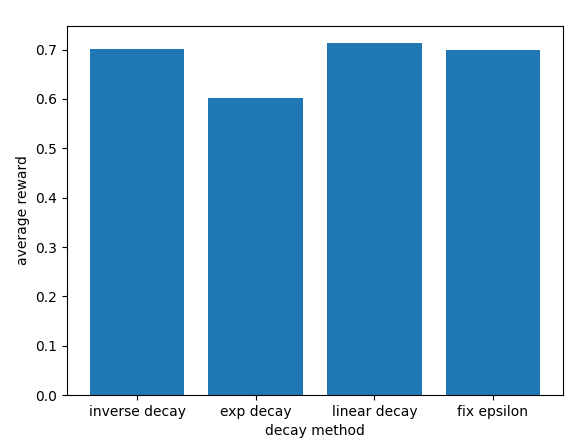 average reward
0.7
0.6
0.5
0.4
0.3
0.2
0.1
0.0
inverse decay exp decay linear decay fix epsilon
decay method